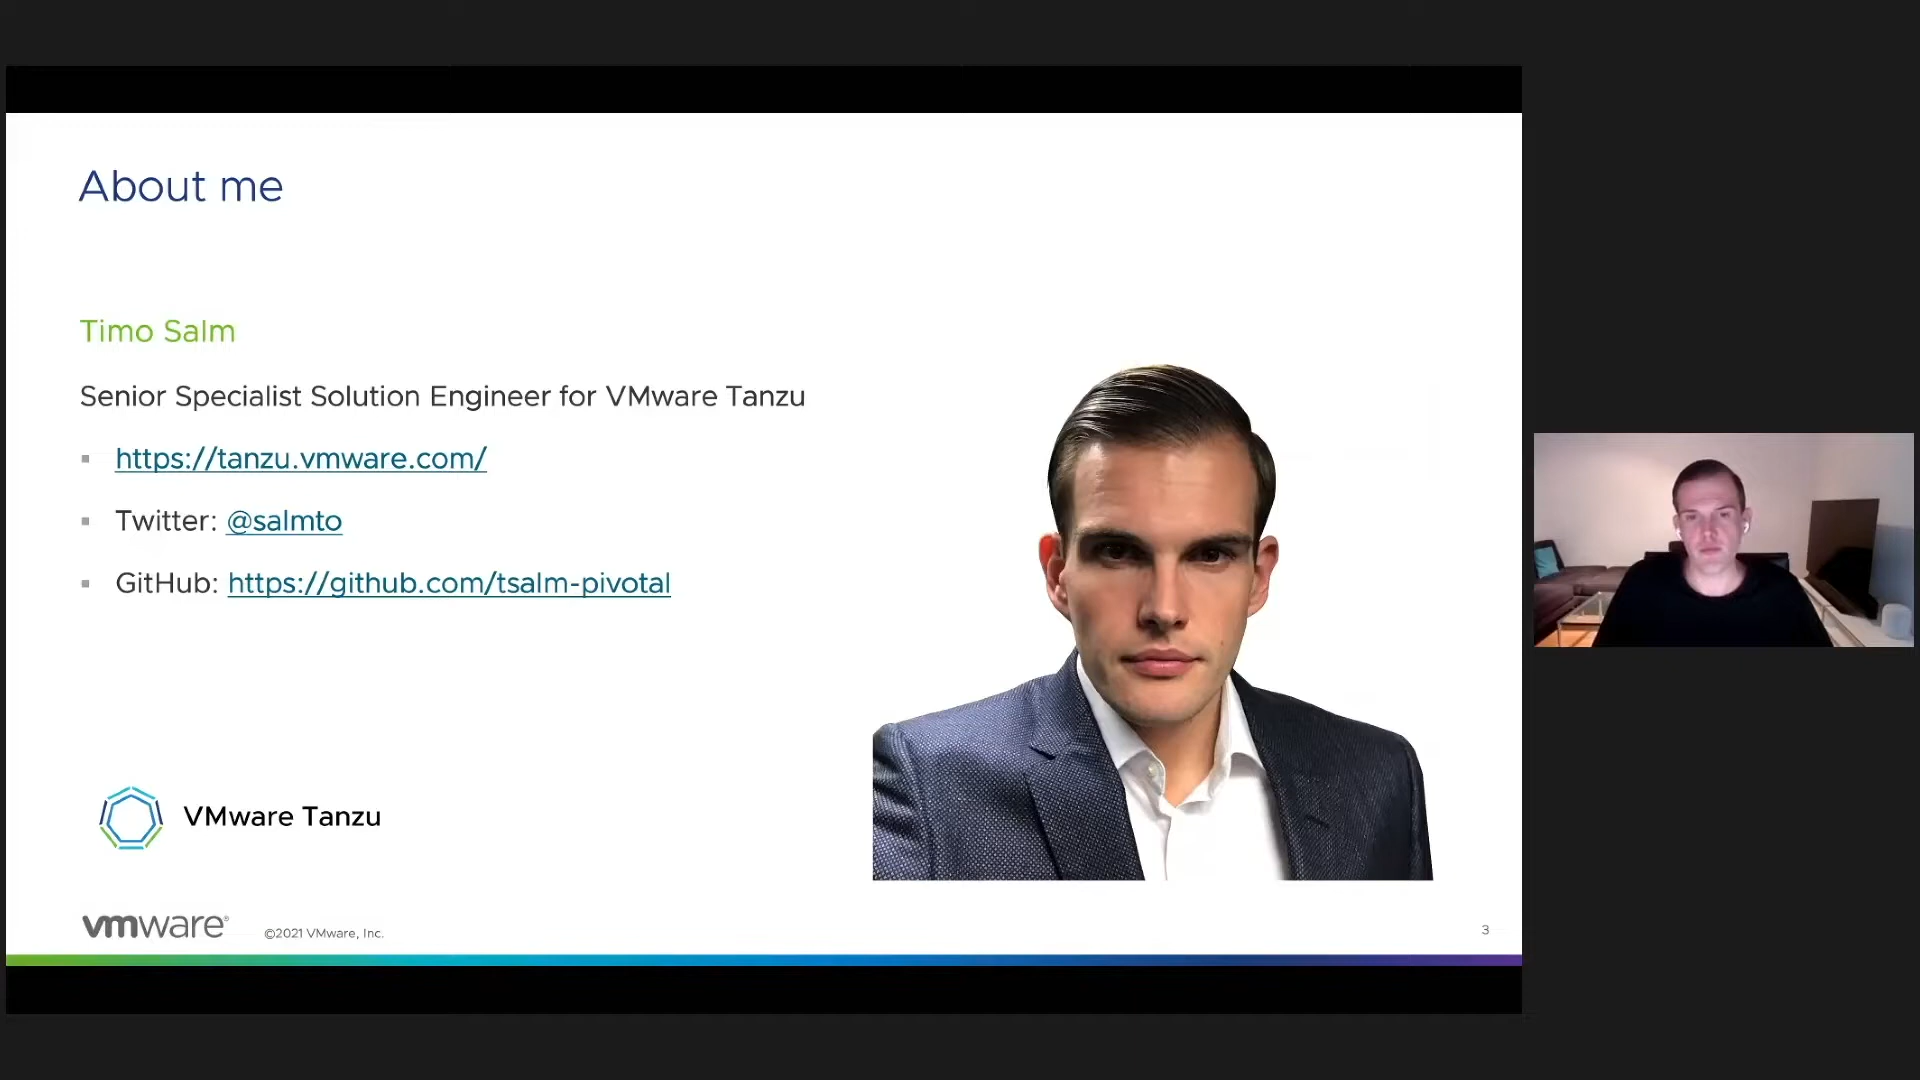 About me
Timo Salm
Senior Specialist Solution Engineer for VMware Tanzu
▪ https://tanzu.vmware.com/
▪ Twitter: @salmto
▪ GitHub: https://github.com/tsalm-pivotal
VMware Tanzu
vmware®
©2021 VMware, Inc.
3